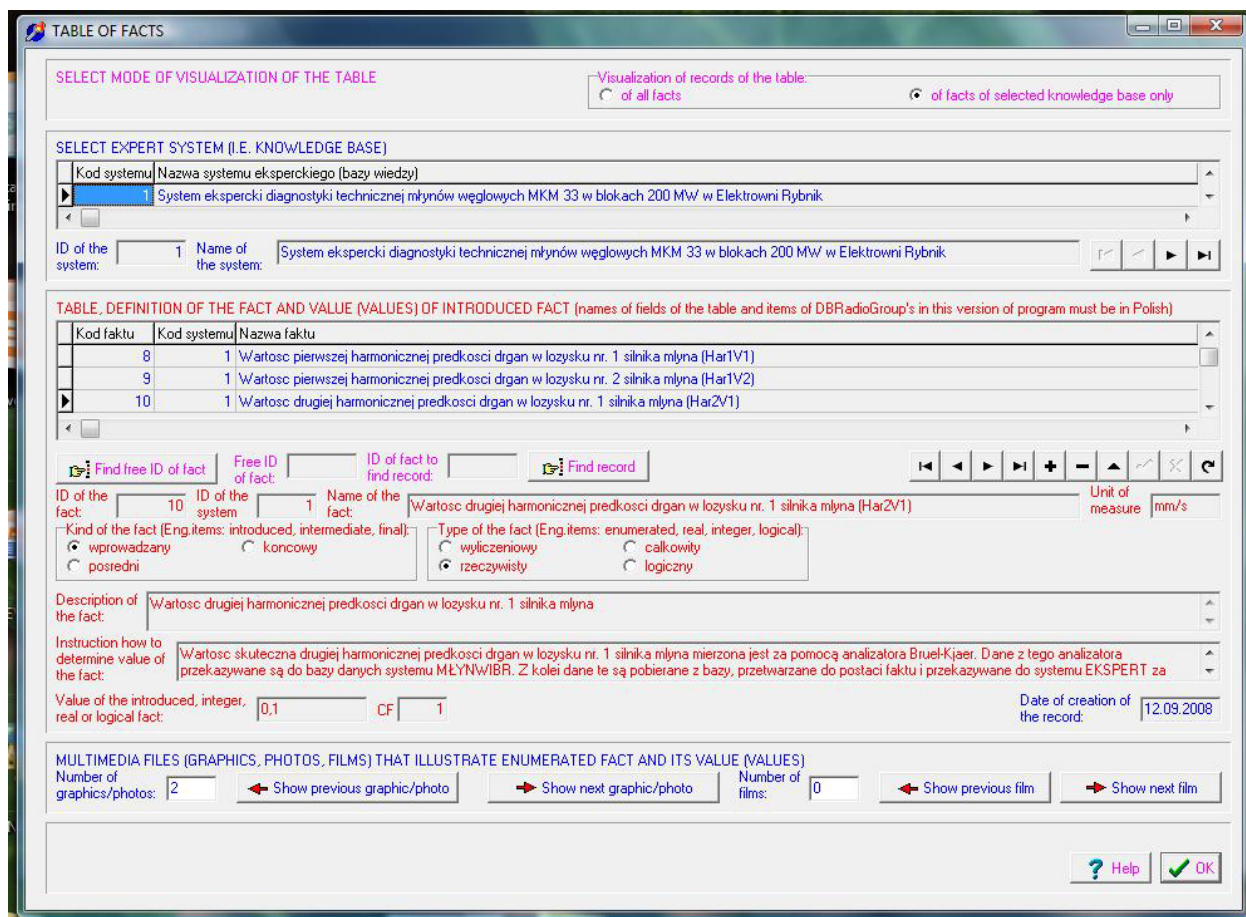 TABLE OF FACTS
SELECT MODE OF VISUALIZATION OF THE TABLE
Visualization of records of the table:
of all facts
of facts of selected knowledge base only
SELECT EXPERT SYSTEM (I.E. KNOWLEDGE BASE)
Kod systemu Nazwa systemu eksperckiego (bazy wiedzy)
1 System ekspercki diagnostyki technicznej młynów węglowych MKM 33 w blokach 200 MW w Elektrowni Rybnik
ID of the system: 1 Name of the system: System ekspercki diagnostyki technicznej młynów węglowych MKM 33 w blokach 200 MW w Elektrowni Rybnik
TABLE, DEFINITION OF THE FACT AND VALUE (VALUES) OF INTRODUCED FACT (names of fields of the table and items of DBRadioGroup's in this version of program must be in Polish)
Kod faktu Kod systemu Nazwa faktu
8 1 Wartosc pierwszej harmonicznej predkosci drgan w lozysku nr. 1 silnika mlyna (Har1V1)
9 1 Wartosc pierwszej harmonicznej predkosci drgan w lozysku nr. 2 silnika mlyna (Har1V2)
10 1 Wartosc drugiej harmonicznej predkosci drgan w lozysku nr. 1 silnika mlyna (Har2V1)
Find free ID of fact Free ID of fact: ID of fact to find record: Find record
ID of the fact: 10 ID of the system 1 Name of the fact: Wartosc drugiej harmonicznej predkosci drgan w lozysku nr. 1 silnika mlyna (Har2V1) Unit of measure mm/s
Kind of the fact (Eng.items: introduced, intermediate, final): Type of the fact (Eng.items: enumerated, real, integer, logical):
wprowadzany koncowy wyliczeniowy calkowity
posredni rzeczywisty logiczny
Description of the fact: Wartosc drugiej harmonicznej predkosci drgan w lozysku nr. 1 silnika mlyna
Instruction how to determine value of the fact: Wartosc skuteczna drugiej harmonicznej predkosci drgan w lozysku nr. 1 silnika mlyna mierzona jest za pomocą analizatora Bruel-Kjaer. Dane z tego analizatora
przekazywane są do bazy danych systemu MŁYNWIBR. Z kolei dane te są pobierane z bazy, przetwarzane do postaci faktu i przekazywane do systemu EKSPERT za
Value of the introduced, integer, real or logical fact: 0,1 CF 1 Date of creation of the record: 12.09.2008
MULTIMEDIA FILES (GRAPHICS, PHOTOS, FILMS) THAT ILLUSTRATE ENUMERATED FACT AND ITS VALUE (VALUES)
Number of graphics/photos: 2 Show previous graphic/photo Show next graphic/photo Number of films: 0 Show previous film Show next film
Help OK